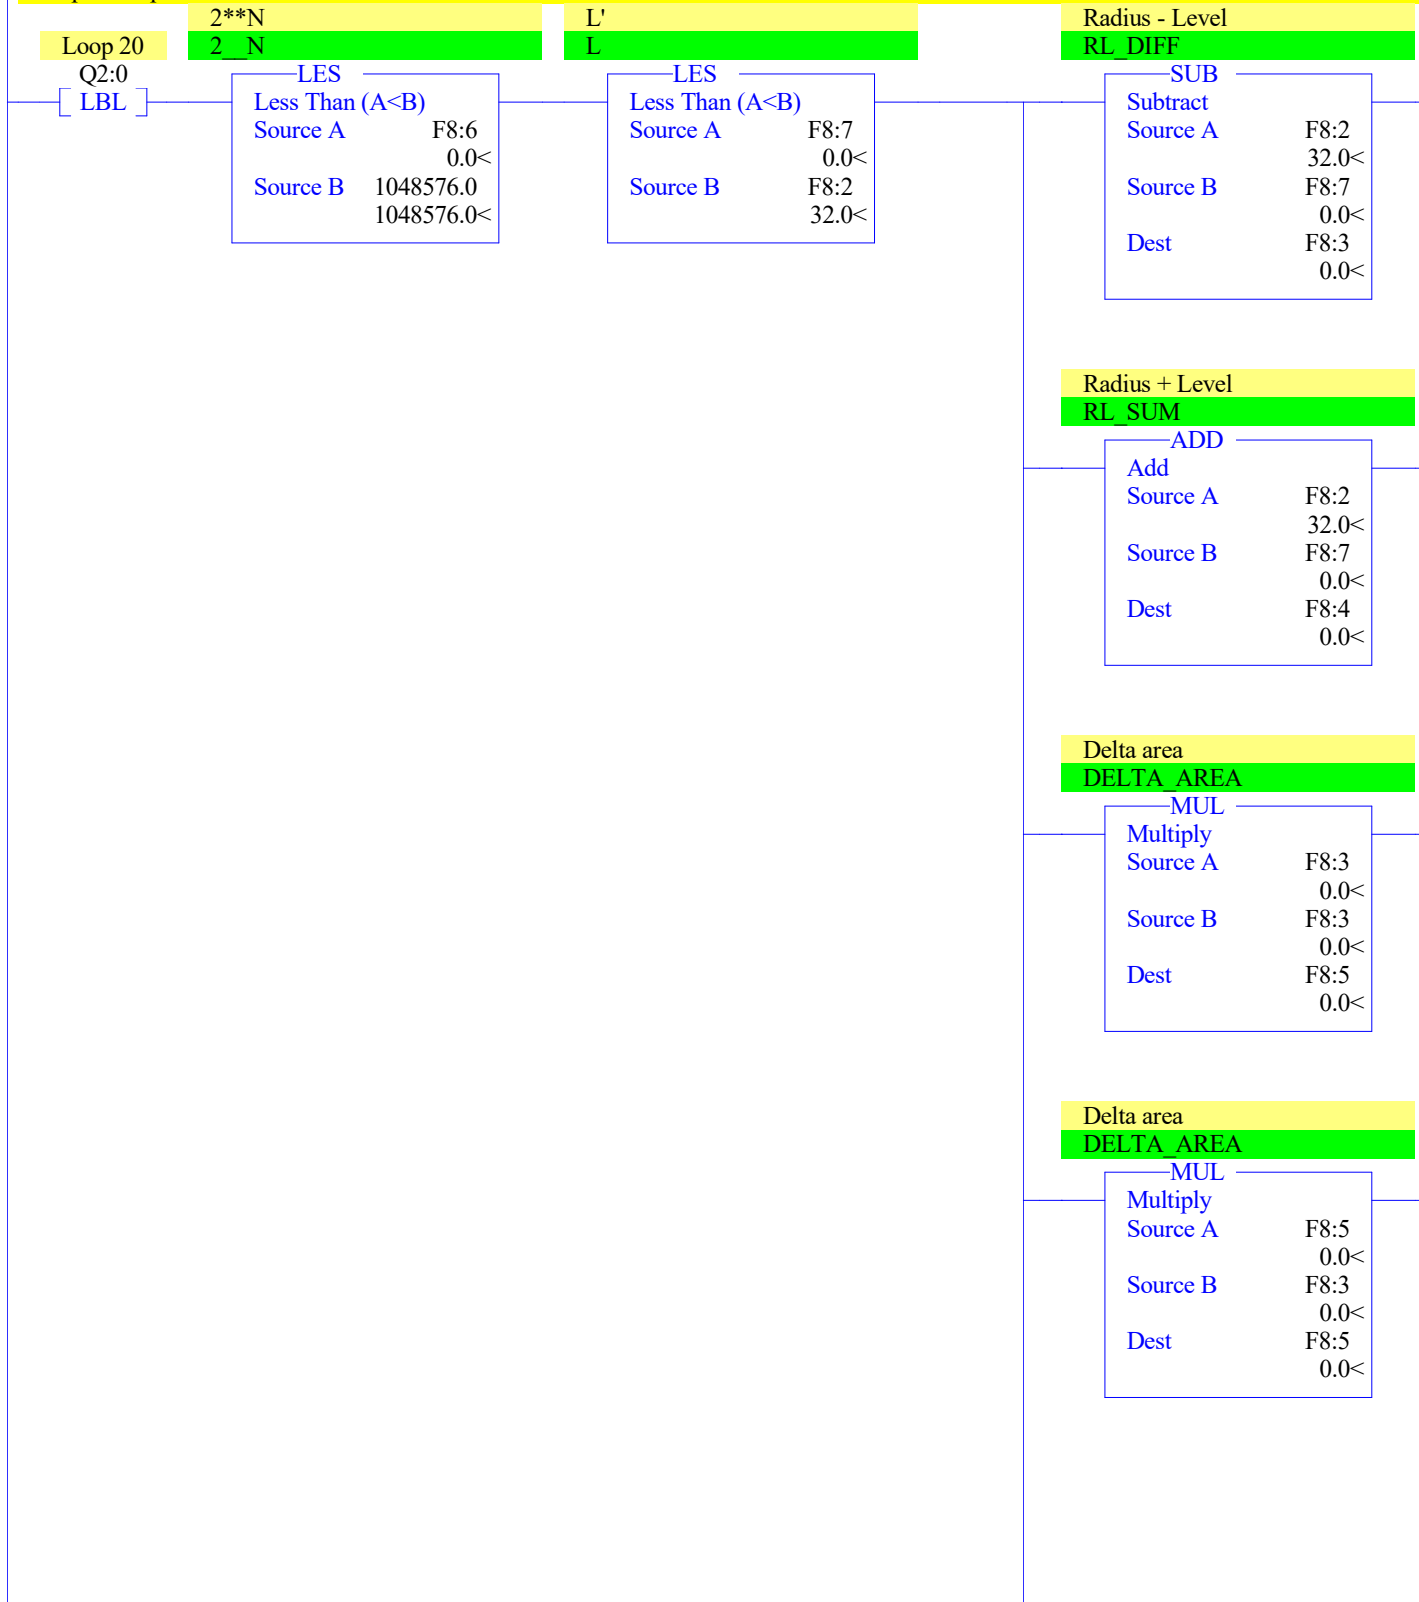 2**N
L'
Radius - Level
Loop 20
2__N
L
RL_DIFF
Q2:0
LBL
LES
Less Than (A<B)
Source A F8:6
0.0<
Source B 1048576.0
1048576.0<
LES
Less Than (A<B)
Source A F8:7
0.0<
Source B F8:2
32.0<
SUB
Subtract
Source A F8:2
32.0<
Source B F8:7
0.0<
Dest F8:3
0.0<
Radius + Level
RL_SUM
ADD
Add
Source A F8:2
32.0<
Source B F8:7
0.0<
Dest F8:4
0.0<
Delta area
DELTA_AREA
MUL
Multiply
Source A F8:3
0.0<
Source B F8:3
0.0<
Dest F8:5
0.0<
Delta area
DELTA_AREA
MUL
Multiply
Source A F8:5
0.0<
Source B F8:3
0.0<
Dest F8:5
0.0<